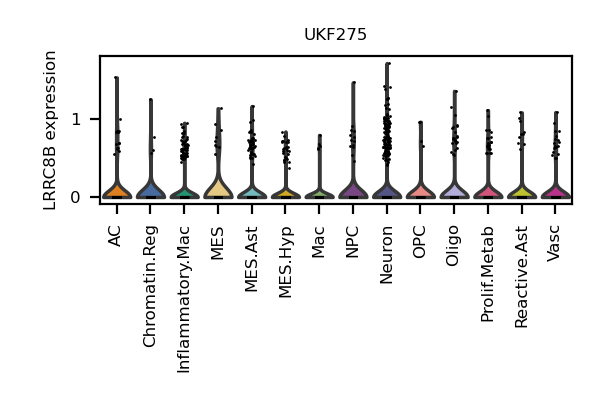 UKF275
LRRC8B expression
1
0
AC
Chromatin.Reg
Inflammatory.Mac
MES
MES.Ast
MES.Hyp
Mac
NPC
Neuron
OPC
Oligo
Prolif.Metab
Reactive.Ast
Vasc